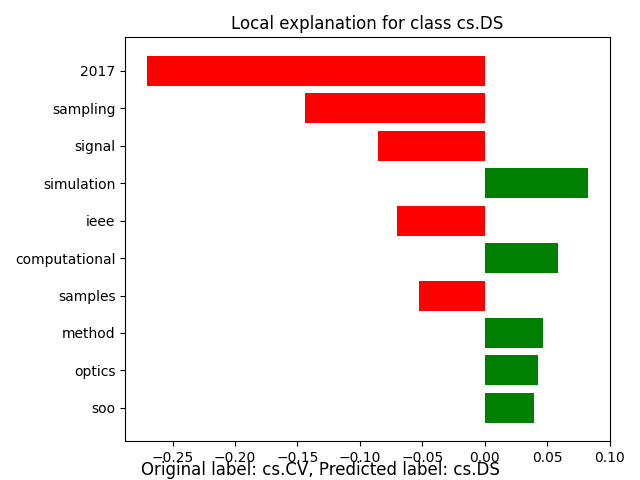 Local explanation for class cs.DS
2017
sampling
signal
simulation
ieee
computational
samples
method
optics
soo
−0.25 −0.20 −0.15 −0.10 −0.05 0.00 0.05 0.10
Original label: cs.CV, Predicted label: cs.DS